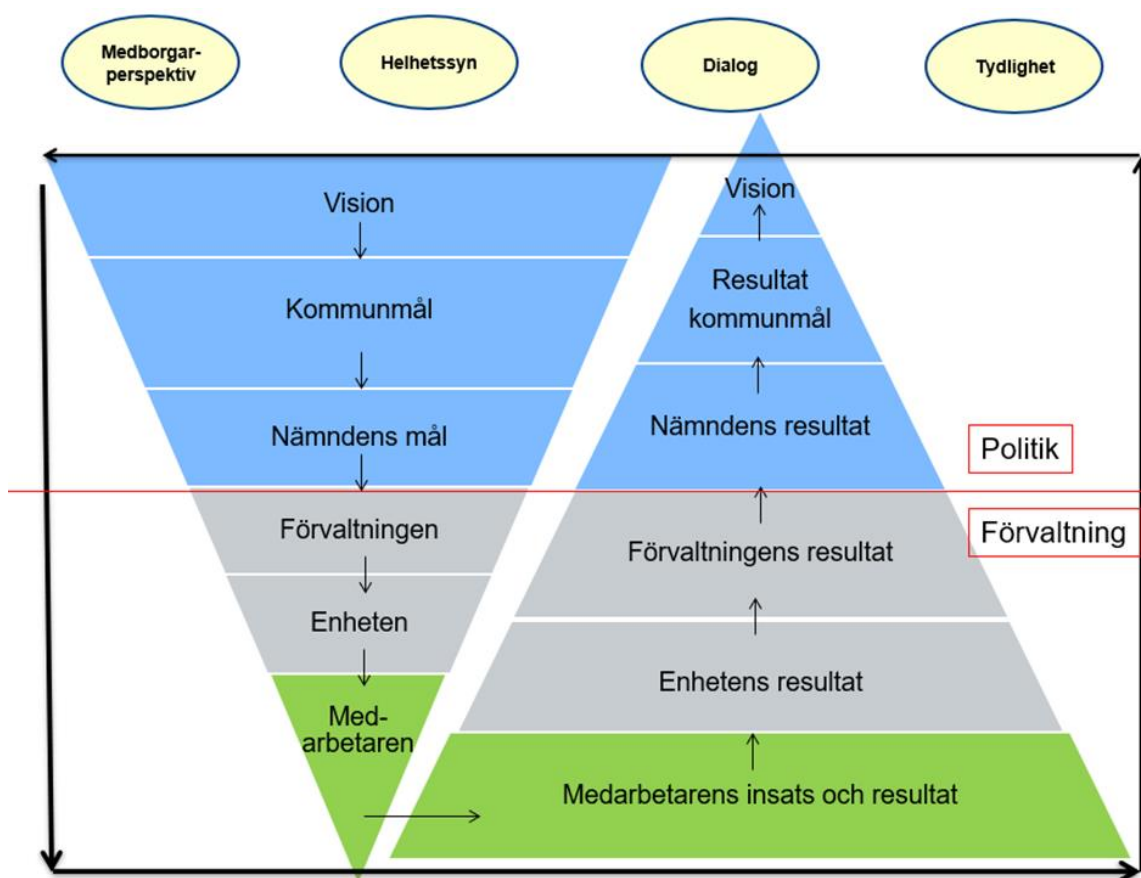 Medborgar-
perspektiv
Helhetssyn
Dialog
Tydlighet
Vision
Kommunmål
Nämndens mål
Förvaltningen
Enheten
Med-
arbetaren
Vision
Resultat
kommunmål
Nämndens resultat
Förvaltningens resultat
Enhetens resultat
Medarbetarens insats och resultat
Politik
Förvaltning